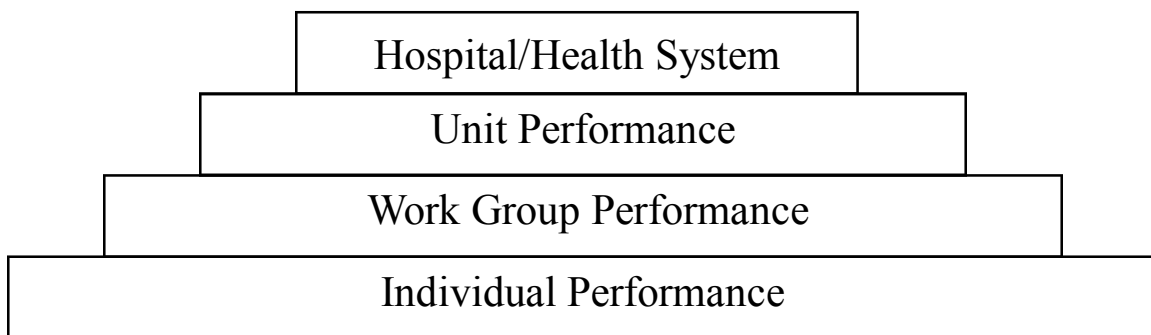 Hospital/Health System
Unit Performance
Work Group Performance
Individual Performance